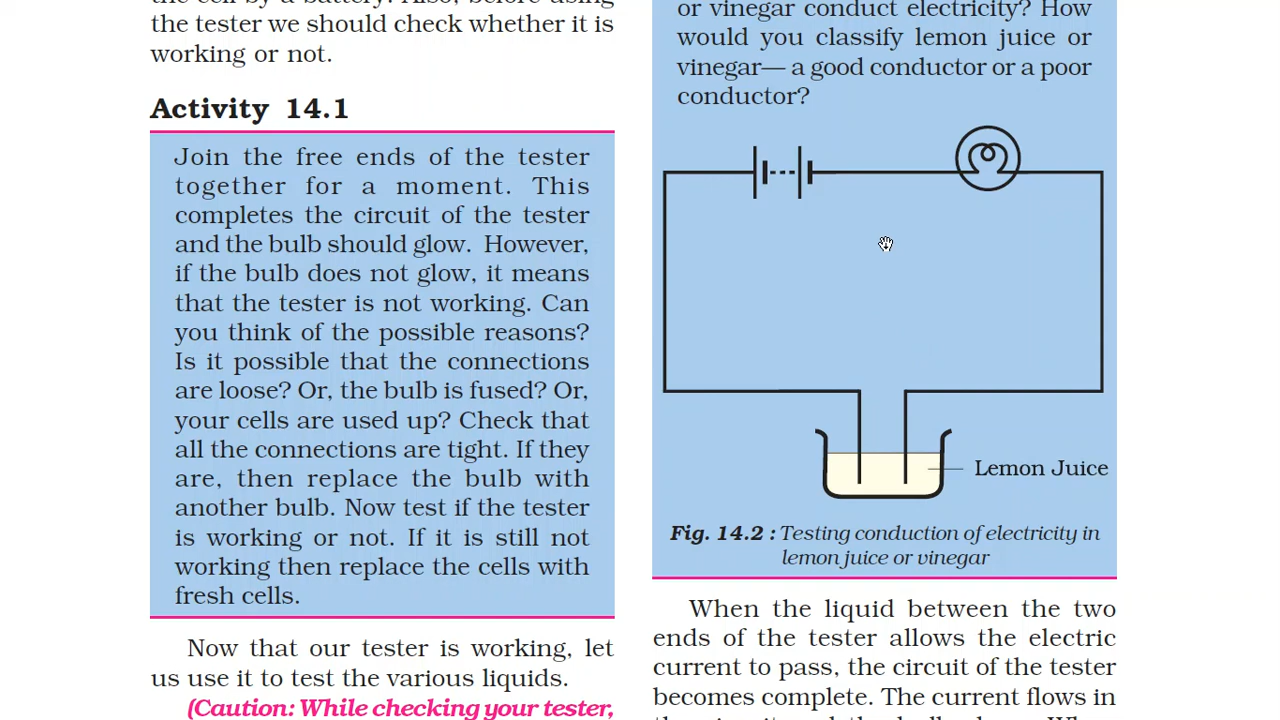 the cell by a battery. Also, before using
the tester we should check whether it is
working or not.
Activity 14.1
Join the free ends of the tester
together for a moment. This
completes the circuit of the tester
and the bulb should glow. However,
if the bulb does not glow, it means
that the tester is not working. Can
you think of the possible reasons?
Is it possible that the connections
are loose? Or, the bulb is fused? Or,
your cells are used up? Check that
all the connections are tight. If they
are, then replace the bulb with
another bulb. Now test if the tester
is working or not. If it is still not
working then replace the cells with
fresh cells.
Now that our tester is working, let
us use it to test the various liquids.
(Caution: While checking your tester,
or vinegar conduct electricity? How
would you classify lemon juice or
vinegar— a good conductor or a poor
conductor?
Lemon Juice
Fig. 14.2 : Testing conduction of electricity in
lemon juice or vinegar
When the liquid between the two
ends of the tester allows the electric
current to pass, the circuit of the tester
becomes complete. The current flows in